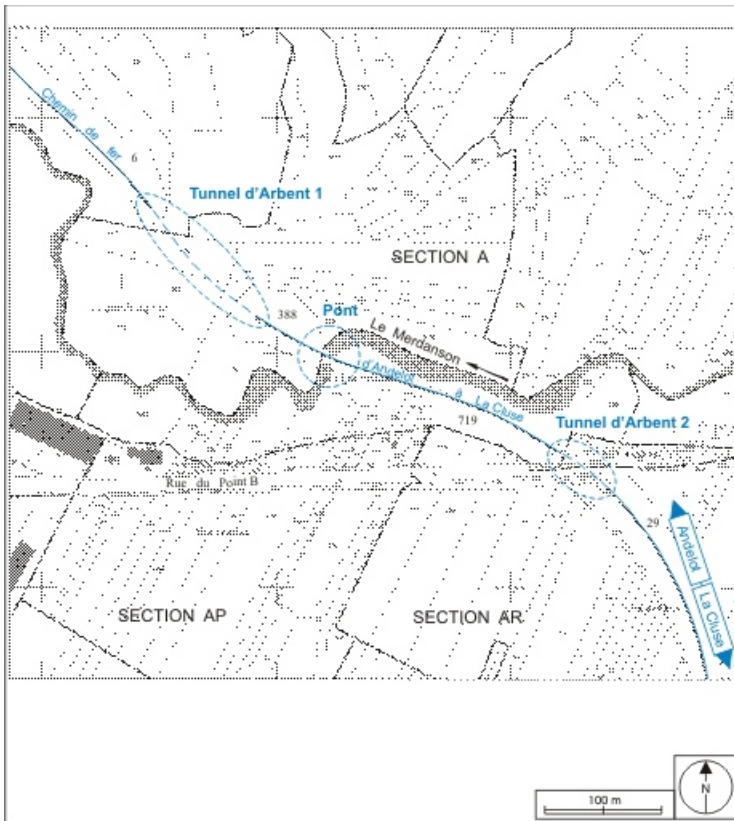 Chemin de fer
6
Tunnel d'Arbent 1
SECTION A
388
Pont
Le Merdanson
d'Andelot à La Cluse
719
Tunnel d'Arbent 2
Rue du Point B
29
Andelot
La Cluse
SECTION AP
SECTION AR
100 m
N